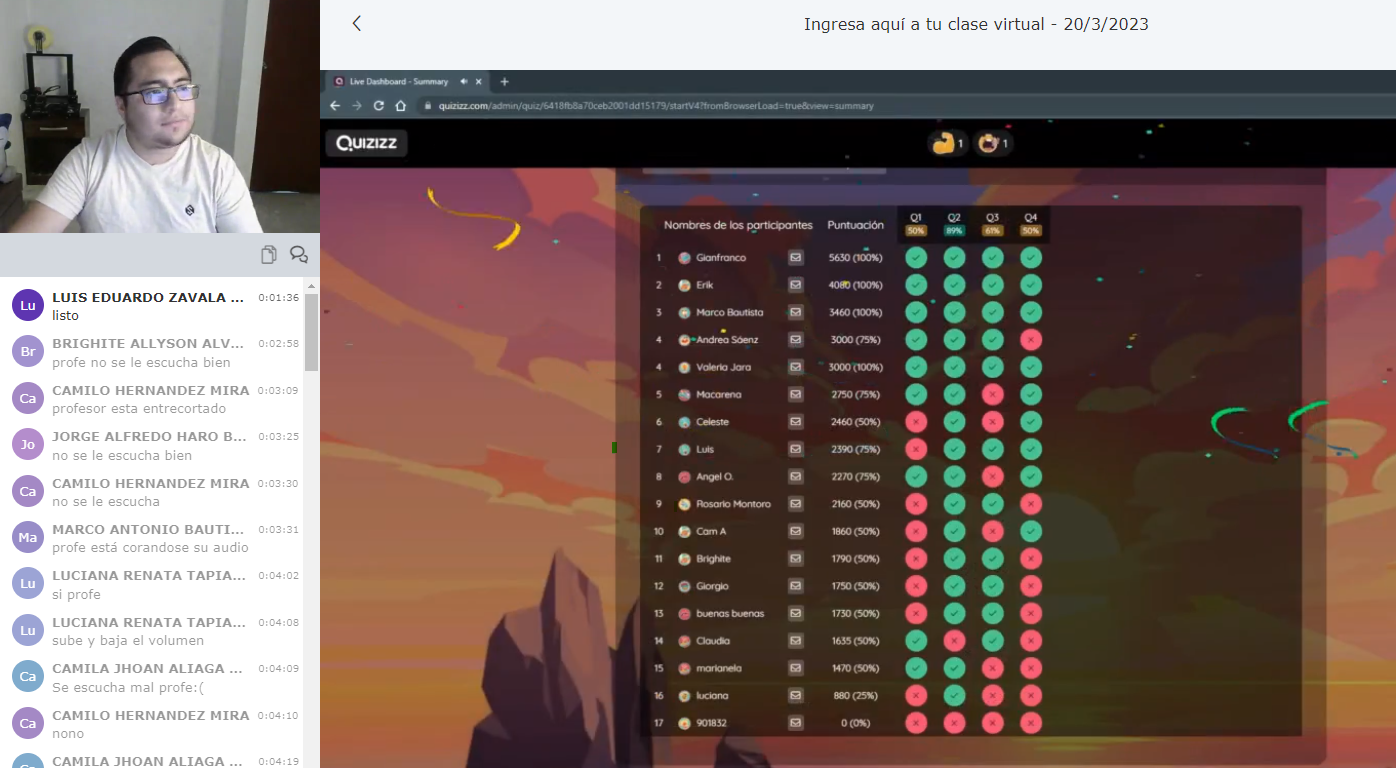 Ingresa aquí a tu clase virtual - 20/3/2023
Lu
LUIS EDUARDO ZAVALA ... 0:01:36
listo
Br
BRIGHITE ALLYSON ALV... 0:02:58
profe no se le escucha bien
Ca
CAMILO HERNANDEZ MIRA 0:03:09
profesor esta entrecortado
Jo
JORGE ALFREDO HARO B... 0:03:25
no se le escucha bien
Ca
CAMILO HERNANDEZ MIRA 0:03:30
no se le escucha
Ma
MARCO ANTONIO BAUTI... 0:03:31
profe está corandose su audio
Lu
LUCIANA RENATA TAPIA... 0:04:02
si profe
Lu
LUCIANA RENATA TAPIA... 0:04:08
sube y baja el volumen
Ca
CAMILA JHOAN ALIAGA ... 0:04:09
Se escucha mal profe:(
Ca
CAMILO HERNANDEZ MIRA 0:04:10
nono
Ca
CAMILA JHOAN ALIAGA ... 0:04:19
Live Dashboard - Summary
quizizz.com/admin/quiz/6418fb8a70ceb2001dd15179/startV4?fromBrowserLoad=true&view=summary
QUIZIZZ
1 1
Nombres de los participantes Puntuación Q1 Q2 Q3 Q4
50% 89% 61% 50%
1 Gianfranco 5630 (100%)
2 Erik 4080 (100%)
3 Marco Bautista 3460 (100%)
4 Andrea Sáenz 3000 (75%)
4 Valeria Jara 3000 (100%)
5 Macarena 2750 (75%)
6 Celeste 2460 (50%)
7 Luis 2390 (75%)
8 Angel O. 2270 (75%)
9 Rosario Montoro 2160 (50%)
10 Cam A 1860 (50%)
11 Brighite 1790 (50%)
12 Giorgio 1750 (50%)
13 buenas buenas 1730 (50%)
14 Claudia 1635 (50%)
15 marianela 1470 (50%)
16 luciana 880 (25%)
17 901832 0 (0%)